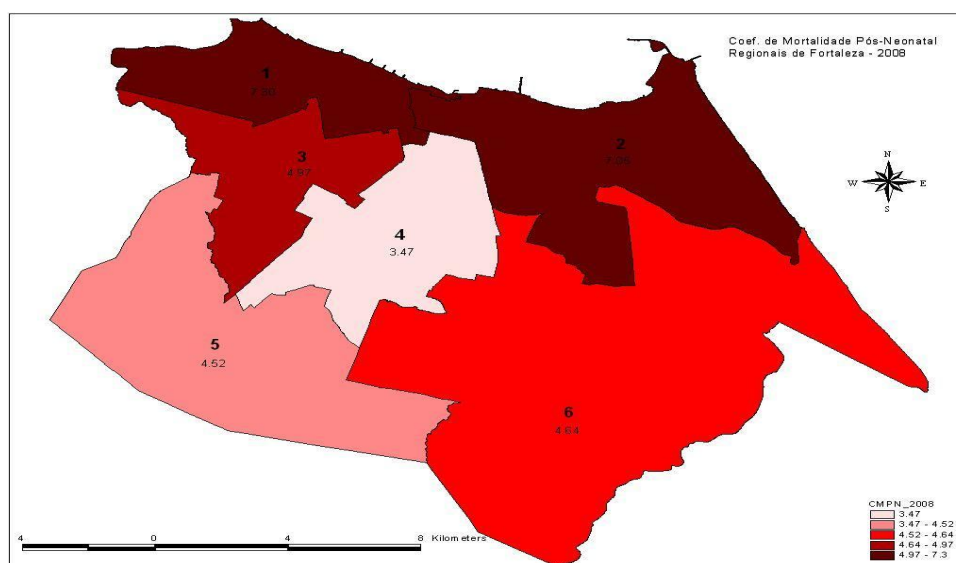 Coef. de Mortalidade Pós-Neonatal
Regionais de Fortaleza - 2008
1
7.30
2
3
4.97
4
3.47
N
W E
S
5
4.52
6
4.64
CMPN_2008
3.47
3.47 - 4.52
4.52 - 4.64
4.64 - 4.97
4.97 - 7.3
4 0 4 8 Kilometers